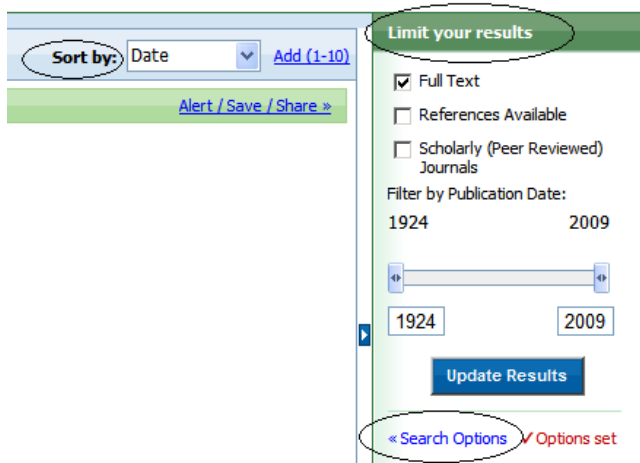 Sort by: Date Add (1-10)
Alert / Save / Share »
Limit your results
Full Text
References Available
Scholarly (Peer Reviewed)
Journals
Filter by Publication Date:
1924 2009
1924 2009
Update Results
« Search Options ✓Options set